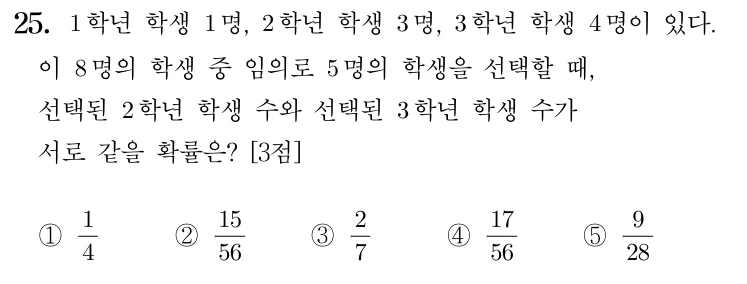 25. 1학년 학생 1명, 2학년 학생 3명, 3학년 학생 4명이 있다.
이 8명의 학생 중 임의로 5명의 학생을 선택할 때,
선택된 2학년 학생 수와 선택된 3학년 학생 수가
서로 같을 확률은? [3점]
① 1/4 ② 15/56 ③ 2/7 ④ 17/56 ⑤ 9/28